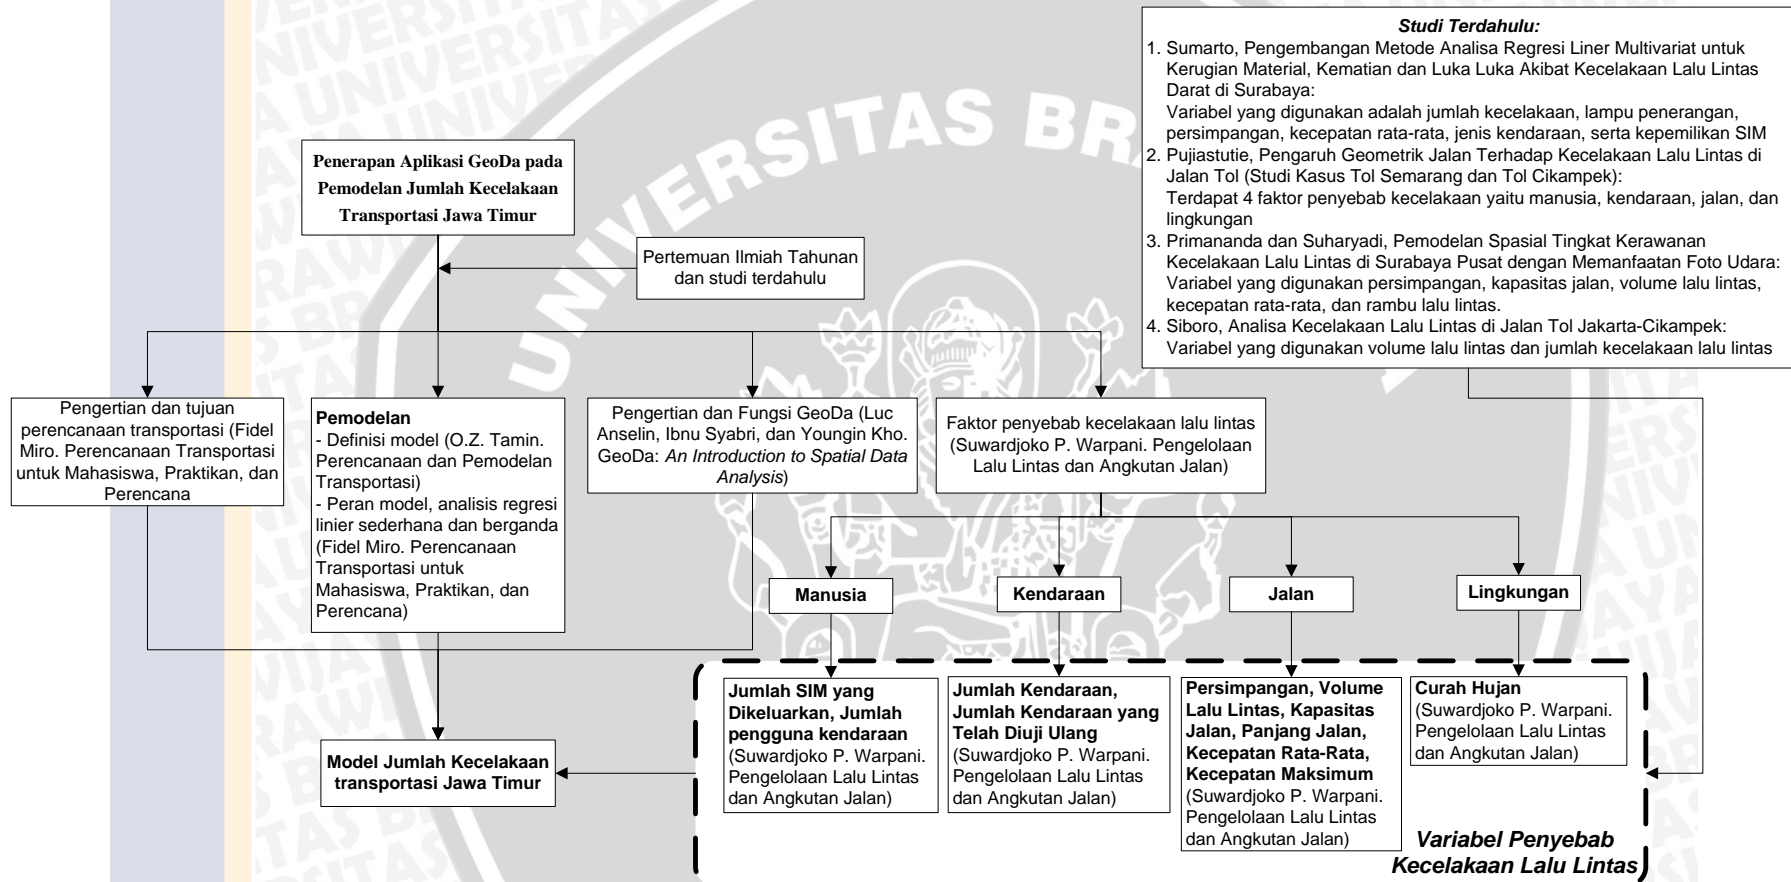 Studi Terdahulu:
1. Sumarto, Pengembangan Metode Analisa Regresi Liner Multivariat untuk
Kerugian Material, Kematian dan Luka Luka Akibat Kecelakaan Lalu Lintas
Darat di Surabaya:
Variabel yang digunakan adalah jumlah kecelakaan, lampu penerangan,
persimpangan, kecepatan rata-rata, jenis kendaraan, serta kepemilikan SIM
2. Pujiastutie, Pengaruh Geometrik Jalan Terhadap Kecelakaan Lalu Lintas di
Jalan Tol (Studi Kasus Tol Semarang dan Tol Cikampek):
Terdapat 4 faktor penyebab kecelakaan yaitu manusia, kendaraan, jalan, dan
lingkungan
3. Primananda dan Suharyadi, Pemodelan Spasial Tingkat Kerawanan
Kecelakaan Lalu Lintas di Surabaya Pusat dengan Memanfaatan Foto Udara:
Variabel yang digunakan persimpangan, kapasitas jalan, volume lalu lintas,
kecepatan rata-rata, dan rambu lalu lintas.
4. Siboro, Analisa Kecelakaan Lalu Lintas di Jalan Tol Jakarta-Cikampek:
Variabel yang digunakan volume lalu lintas dan jumlah kecelakaan lalu lintas
Penerapan Aplikasi GeoDa pada
Pemodelan Jumlah Kecelakaan
Transportasi Jawa Timur
Pertemuan Ilmiah Tahunan
dan studi terdahulu
Pengertian dan tujuan
perencanaan transportasi (Fidel
Miro. Perencanaan Transportasi
untuk Mahasiswa, Praktikan, dan
Perencana
Pemodelan
- Definisi model (O.Z. Tamin.
Perencanaan dan Pemodelan
Transportasi)
- Peran model, analisis regresi
linier sederhana dan berganda
(Fidel Miro. Perencanaan
Transportasi untuk
Mahasiswa, Praktikan, dan
Perencana)
Pengertian dan Fungsi GeoDa (Luc
Anselin, Ibnu Syabri, dan Youngin Kho.
GeoDa: An Introduction to Spatial Data
Analysis)
Faktor penyebab kecelakaan lalu lintas
(Suwardjoko P. Warpani. Pengelolaan
Lalu Lintas dan Angkutan Jalan)
Manusia
Kendaraan
Jalan
Lingkungan
Jumlah SIM yang
Dikeluarkan, Jumlah
pengguna kendaraan
(Suwardjoko P. Warpani.
Pengelolaan Lalu Lintas
dan Angkutan Jalan)
Jumlah Kendaraan,
Jumlah Kendaraan yang
Telah Diuji Ulang
(Suwardjoko P. Warpani.
Pengelolaan Lalu Lintas
dan Angkutan Jalan)
Persimpangan, Volume
Lalu Lintas, Kapasitas
Jalan, Panjang Jalan,
Kecepatan Rata-Rata,
Kecepatan Maksimum
(Suwardjoko P. Warpani.
Pengelolaan Lalu Lintas
dan Angkutan Jalan)
Curah Hujan
(Suwardjoko P. Warpani.
Pengelolaan Lalu Lintas
dan Angkutan Jalan)
Model Jumlah Kecelakaan
transportasi Jawa Timur
Variabel Penyebab
Kecelakaan Lalu Lintas
UNIVERSITAS BRA